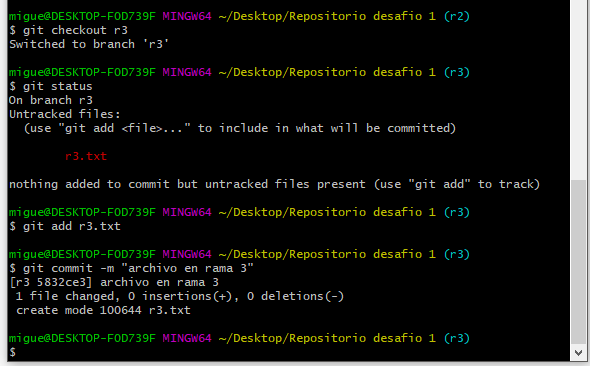 migue@DESKTOP-FOD739F MINGW64 ~/Desktop/Repositorio desafio 1 (r2)
$ git checkout r3
Switched to branch 'r3'
migue@DESKTOP-FOD739F MINGW64 ~/Desktop/Repositorio desafio 1 (r3)
$ git status
On branch r3
Untracked files:
  (use "git add <file>..." to include in what will be committed)
        r3.txt
nothing added to commit but untracked files present (use "git add" to track)
migue@DESKTOP-FOD739F MINGW64 ~/Desktop/Repositorio desafio 1 (r3)
$ git add r3.txt
migue@DESKTOP-FOD739F MINGW64 ~/Desktop/Repositorio desafio 1 (r3)
$ git commit -m "archivo en rama 3"
[r3 5832ce3] archivo en rama 3
 1 file changed, 0 insertions(+), 0 deletions(-)
 create mode 100644 r3.txt
migue@DESKTOP-FOD739F MINGW64 ~/Desktop/Repositorio desafio 1 (r3)
$